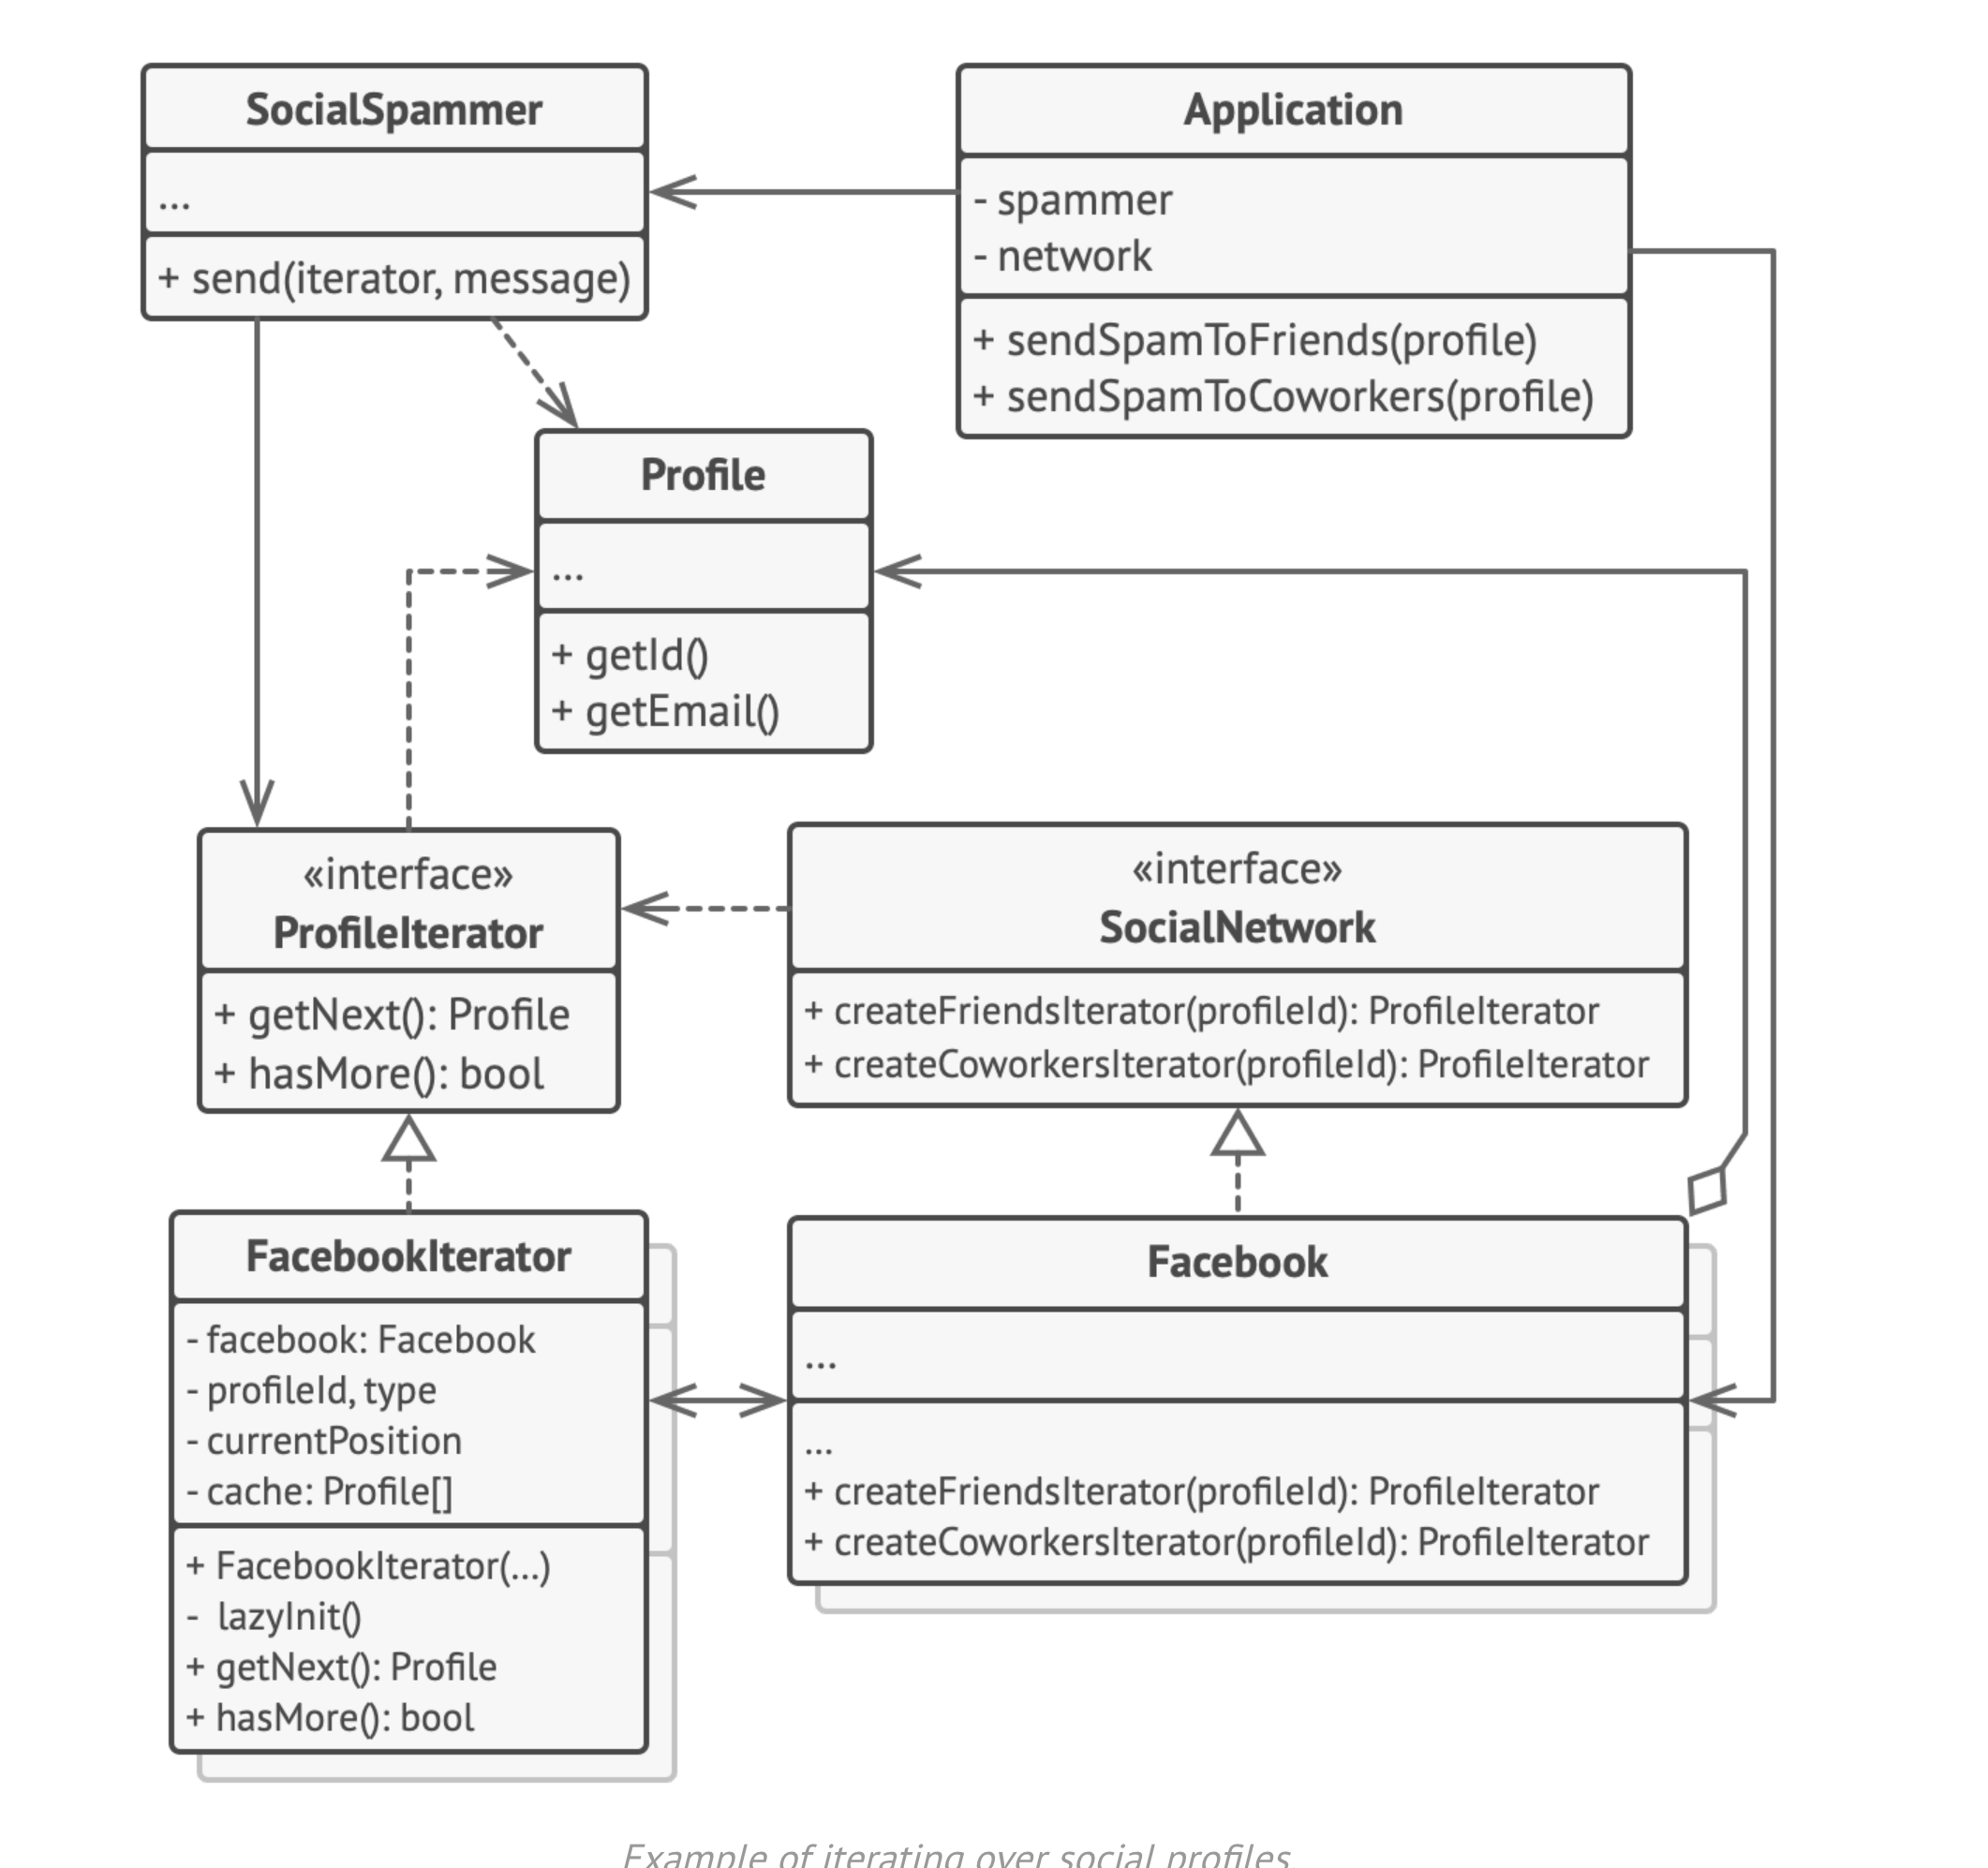 SocialSpammer
...
+ send(iterator, message)
Application
- spammer
- network
+ sendSpamToFriends(profile)
+ sendSpamToCoworkers(profile)
Profile
...
+ getId()
+ getEmail()
«interface»
ProfileIterator
+ getNext(): Profile
+ hasMore(): bool
«interface»
SocialNetwork
+ createFriendsIterator(profileId): ProfileIterator
+ createCoworkersIterator(profileId): ProfileIterator
FacebookIterator
- facebook: Facebook
- profileId, type
- currentPosition
- cache: Profile[]
+ FacebookIterator(...)
- lazyInit()
+ getNext(): Profile
+ hasMore(): bool
Facebook
...
...
+ createFriendsIterator(profileId): ProfileIterator
+ createCoworkersIterator(profileId): ProfileIterator
Example of iterating over social profiles